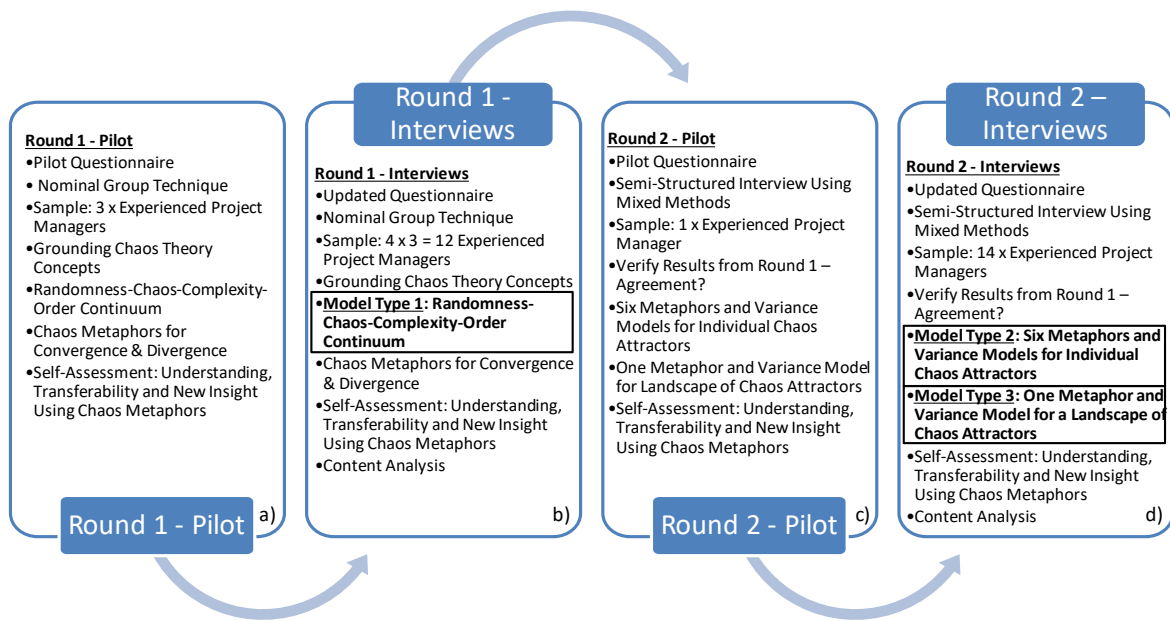 Round 1 - Pilot
•Pilot Questionnaire
• Nominal Group Technique
•Sample: 3 x Experienced Project
Managers
•Grounding Chaos Theory
Concepts
•Randomness-Chaos-Complexity-
Order Continuum
•Chaos Metaphors for
Convergence & Divergence
•Self-Assessment: Understanding,
Transferability and New Insight
Using Chaos Metaphors
Round 1 - Pilot
a)
Round 1 -
Interviews
Round 1 - Interviews
•Updated Questionnaire
•Nominal Group Technique
•Sample: 4 x 3 = 12 Experienced
Project Managers
•Grounding Chaos Theory Concepts
•Model Type 1: Randomness-
Chaos-Complexity-Order
Continuum
•Chaos Metaphors for Convergence
& Divergence
•Self-Assessment: Understanding,
Transferability and New Insight
Using Chaos Metaphors
•Content Analysis
b)
Round 2 - Pilot
•Pilot Questionnaire
•Semi-Structured Interview Using
Mixed Methods
•Sample: 1 x Experienced Project
Manager
•Verify Results from Round 1 –
Agreement?
•Six Metaphors and Variance
Models for Individual Chaos
Attractors
•One Metaphor and Variance Model
for Landscape of Chaos Attractors
•Self-Assessment: Understanding,
Transferability and New Insight
Using Chaos Metaphors
Round 2 - Pilot
c)
Round 2 –
Interviews
Round 2 - Interviews
•Updated Questionnaire
•Semi-Structured Interview Using
Mixed Methods
•Sample: 14 x Experienced Project
Managers
•Verify Results from Round 1 –
Agreement?
•Model Type 2: Six Metaphors and
Variance Models for Individual
Chaos Attractors
•Model Type 3: One Metaphor and
Variance Model for a Landscape of
Chaos Attractors
•Self-Assessment: Understanding,
Transferability and New Insight
Using Chaos Metaphors
•Content Analysis
d)